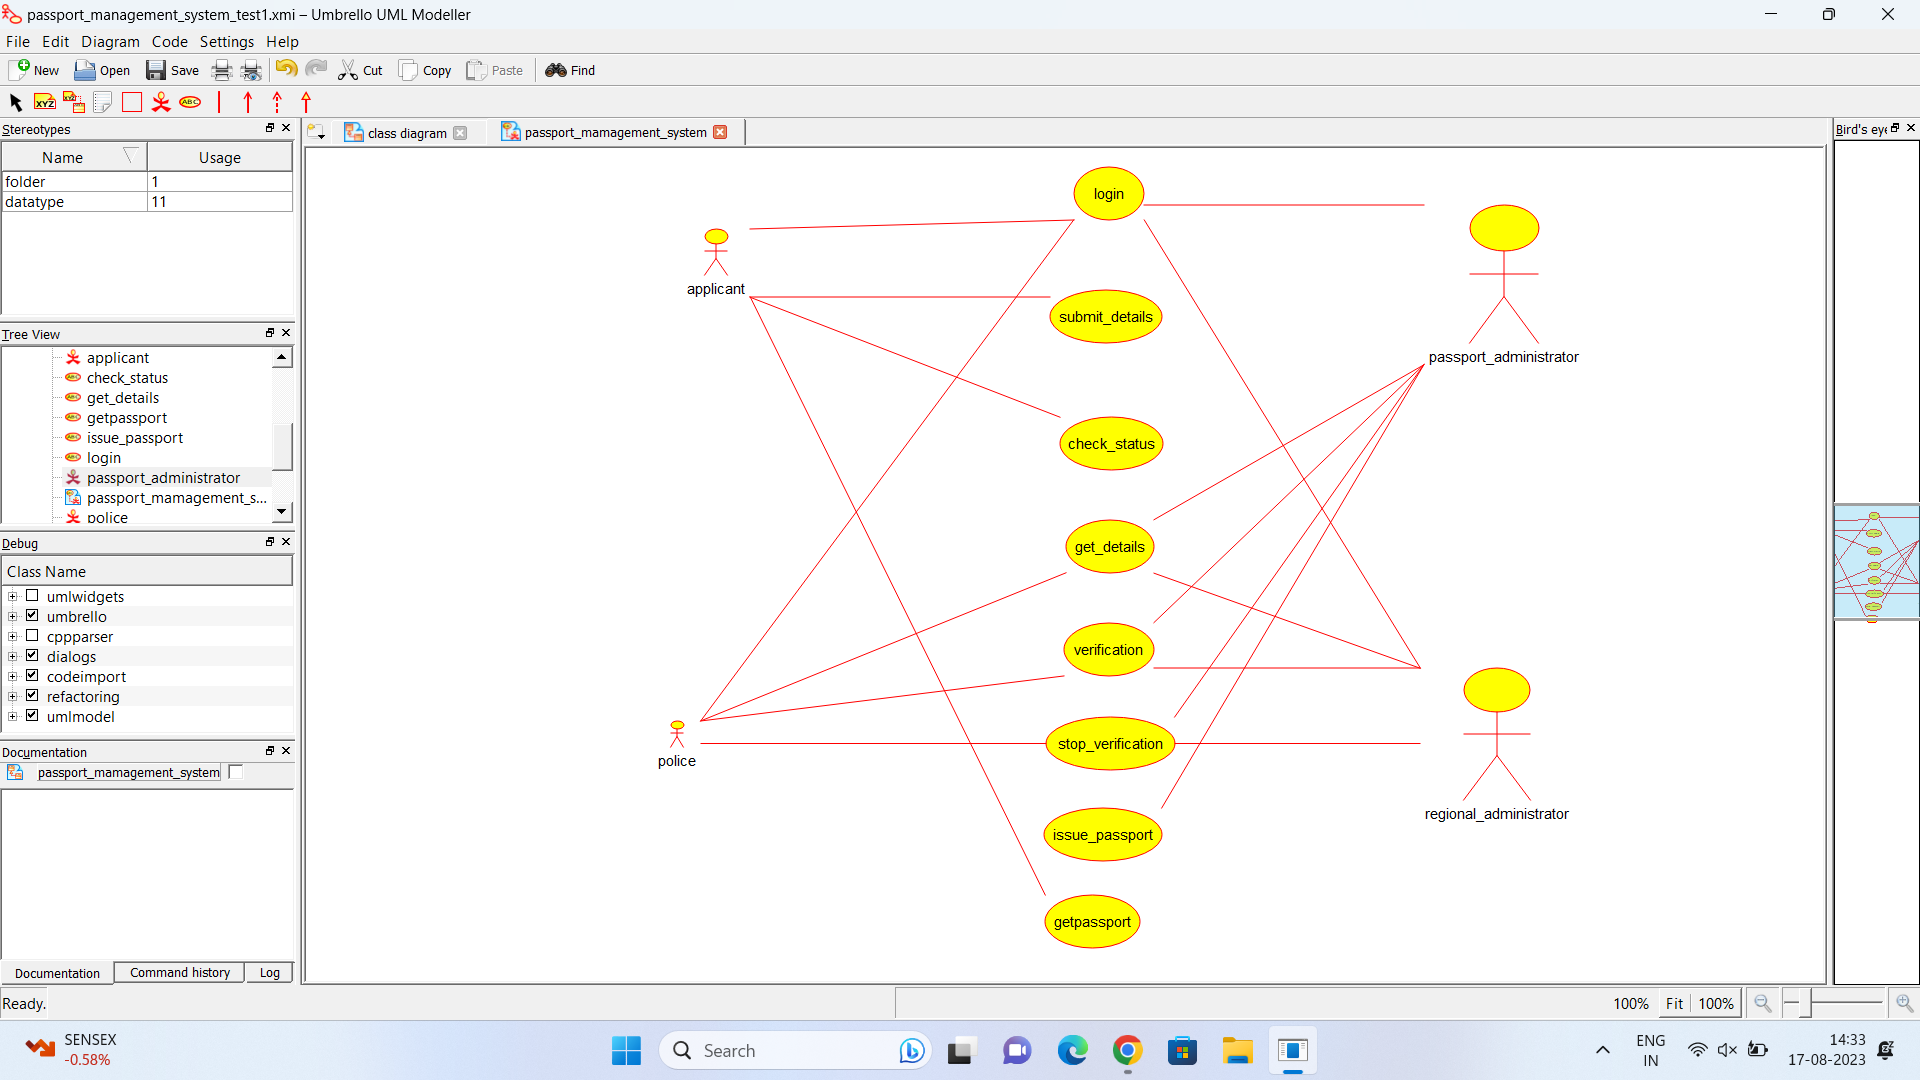 passport_management_system_test1.xmi – Umbrello UML Modeller
File Edit Diagram Code Settings Help
New Open Save Cut Copy Paste Find
XYZ XYZ ABC
Stereotypes
Name Usage
folder 1
datatype 11
Tree View
applicant
check_status
get_details
getpassport
issue_passport
login
passport_administrator
passport_mamagement_s...
police
Debug
Class Name
umlwidgets
umbrello
cppparser
dialogs
codeimport
refactoring
umlmodel
Documentation
passport_mamagement_system
Documentation Command history Log
Ready.
class diagram passport_mamagement_system
login
applicant
submit_details
passport_administrator
check_status
get_details
verification
stop_verification
police
regional_administrator
issue_passport
getpassport
Bird's eye
100% Fit 100%
SENSEX
-0.58%
Search
ENG
IN
14:33
17-08-2023